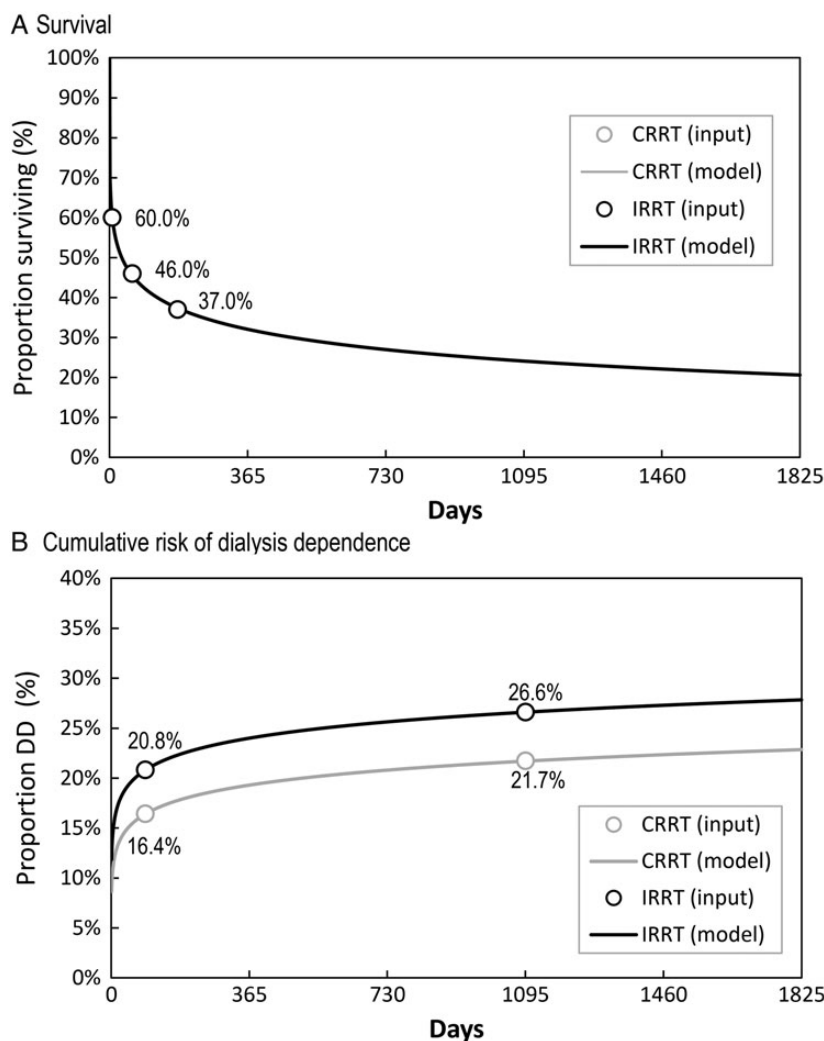 A Survival
100%
90%
80%
70%
60%
50%
40%
30%
20%
10%
0%
Proportion surviving (%)
CRRT (input)
CRRT (model)
IRRT (input)
IRRT (model)
60.0%
46.0%
37.0%
0 365 730 1095 1460 1825
Days
B Cumulative risk of dialysis dependence
40%
35%
30%
25%
20%
15%
10%
5%
0%
Proportion DD (%)
20.8%
26.6%
16.4%
21.7%
CRRT (input)
CRRT (model)
IRRT (input)
IRRT (model)
0 365 730 1095 1460 1825
Days